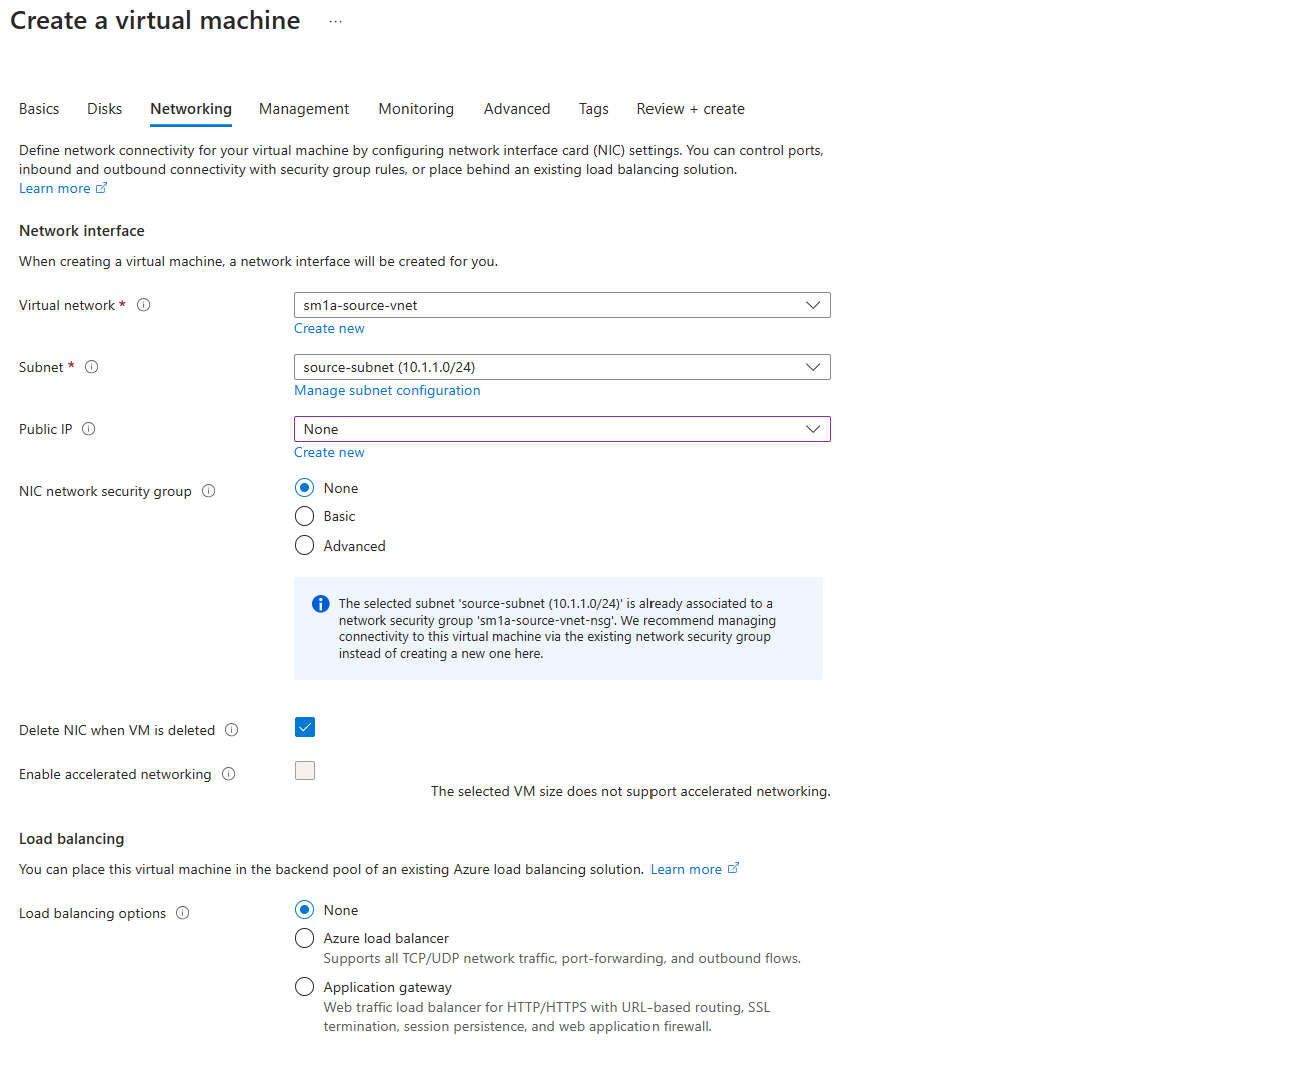 Create a virtual machine ...
Basics Disks Networking Management Monitoring Advanced Tags Review + create
Define network connectivity for your virtual machine by configuring network interface card (NIC) settings. You can control ports,
inbound and outbound connectivity with security group rules, or place behind an existing load balancing solution.
Learn more
Network interface
When creating a virtual machine, a network interface will be created for you.
Virtual network *
sm1a-source-vnet
Create new
Subnet *
source-subnet (10.1.1.0/24)
Manage subnet configuration
Public IP
None
Create new
NIC network security group
None
Basic
Advanced
The selected subnet 'source-subnet (10.1.1.0/24)' is already associated to a
network security group 'sm1a-source-vnet-nsg'. We recommend managing
connectivity to this virtual machine via the existing network security group
instead of creating a new one here.
Delete NIC when VM is deleted
Enable accelerated networking
The selected VM size does not support accelerated networking.
Load balancing
You can place this virtual machine in the backend pool of an existing Azure load balancing solution. Learn more
Load balancing options
None
Azure load balancer
Supports all TCP/UDP network traffic, port-forwarding, and outbound flows.
Application gateway
Web traffic load balancer for HTTP/HTTPS with URL-based routing, SSL
termination, session persistence, and web application firewall.